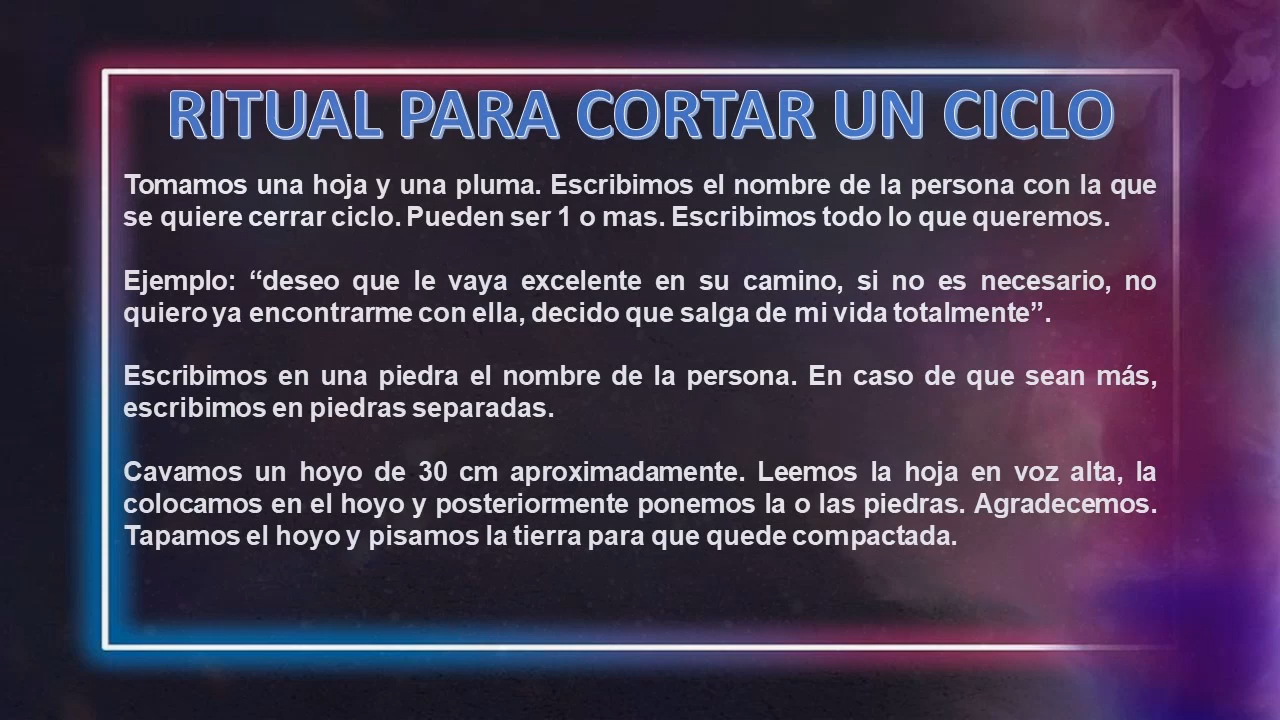 RITUAL PARA CORTAR UN CICLO
Tomamos una hoja y una pluma. Escribimos el nombre de la persona con la que
se quiere cerrar ciclo. Pueden ser 1 o mas. Escribimos todo lo que queremos.
Ejemplo: “deseo que le vaya excelente en su camino, si no es necesario, no
quiero ya encontrarme con ella, decido que salga de mi vida totalmente”.
Escribimos en una piedra el nombre de la persona. En caso de que sean más,
escribimos en piedras separadas.
Cavamos un hoyo de 30 cm aproximadamente. Leemos la hoja en voz alta, la
colocamos en el hoyo y posteriormente ponemos la o las piedras. Agradecemos.
Tapamos el hoyo y pisamos la tierra para que quede compactada.